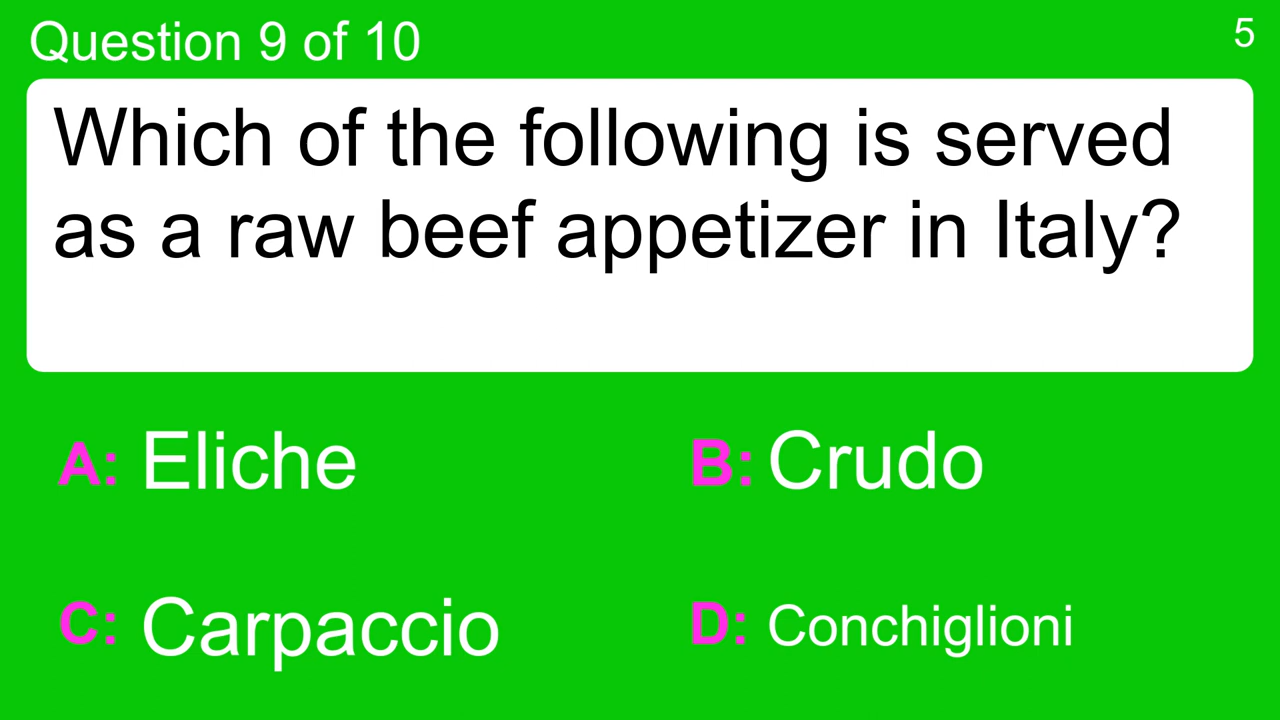 Question 9 of 10
5
Which of the following is served
as a raw beef appetizer in Italy?
A: Eliche
B: Crudo
C: Carpaccio
D: Conchiglioni